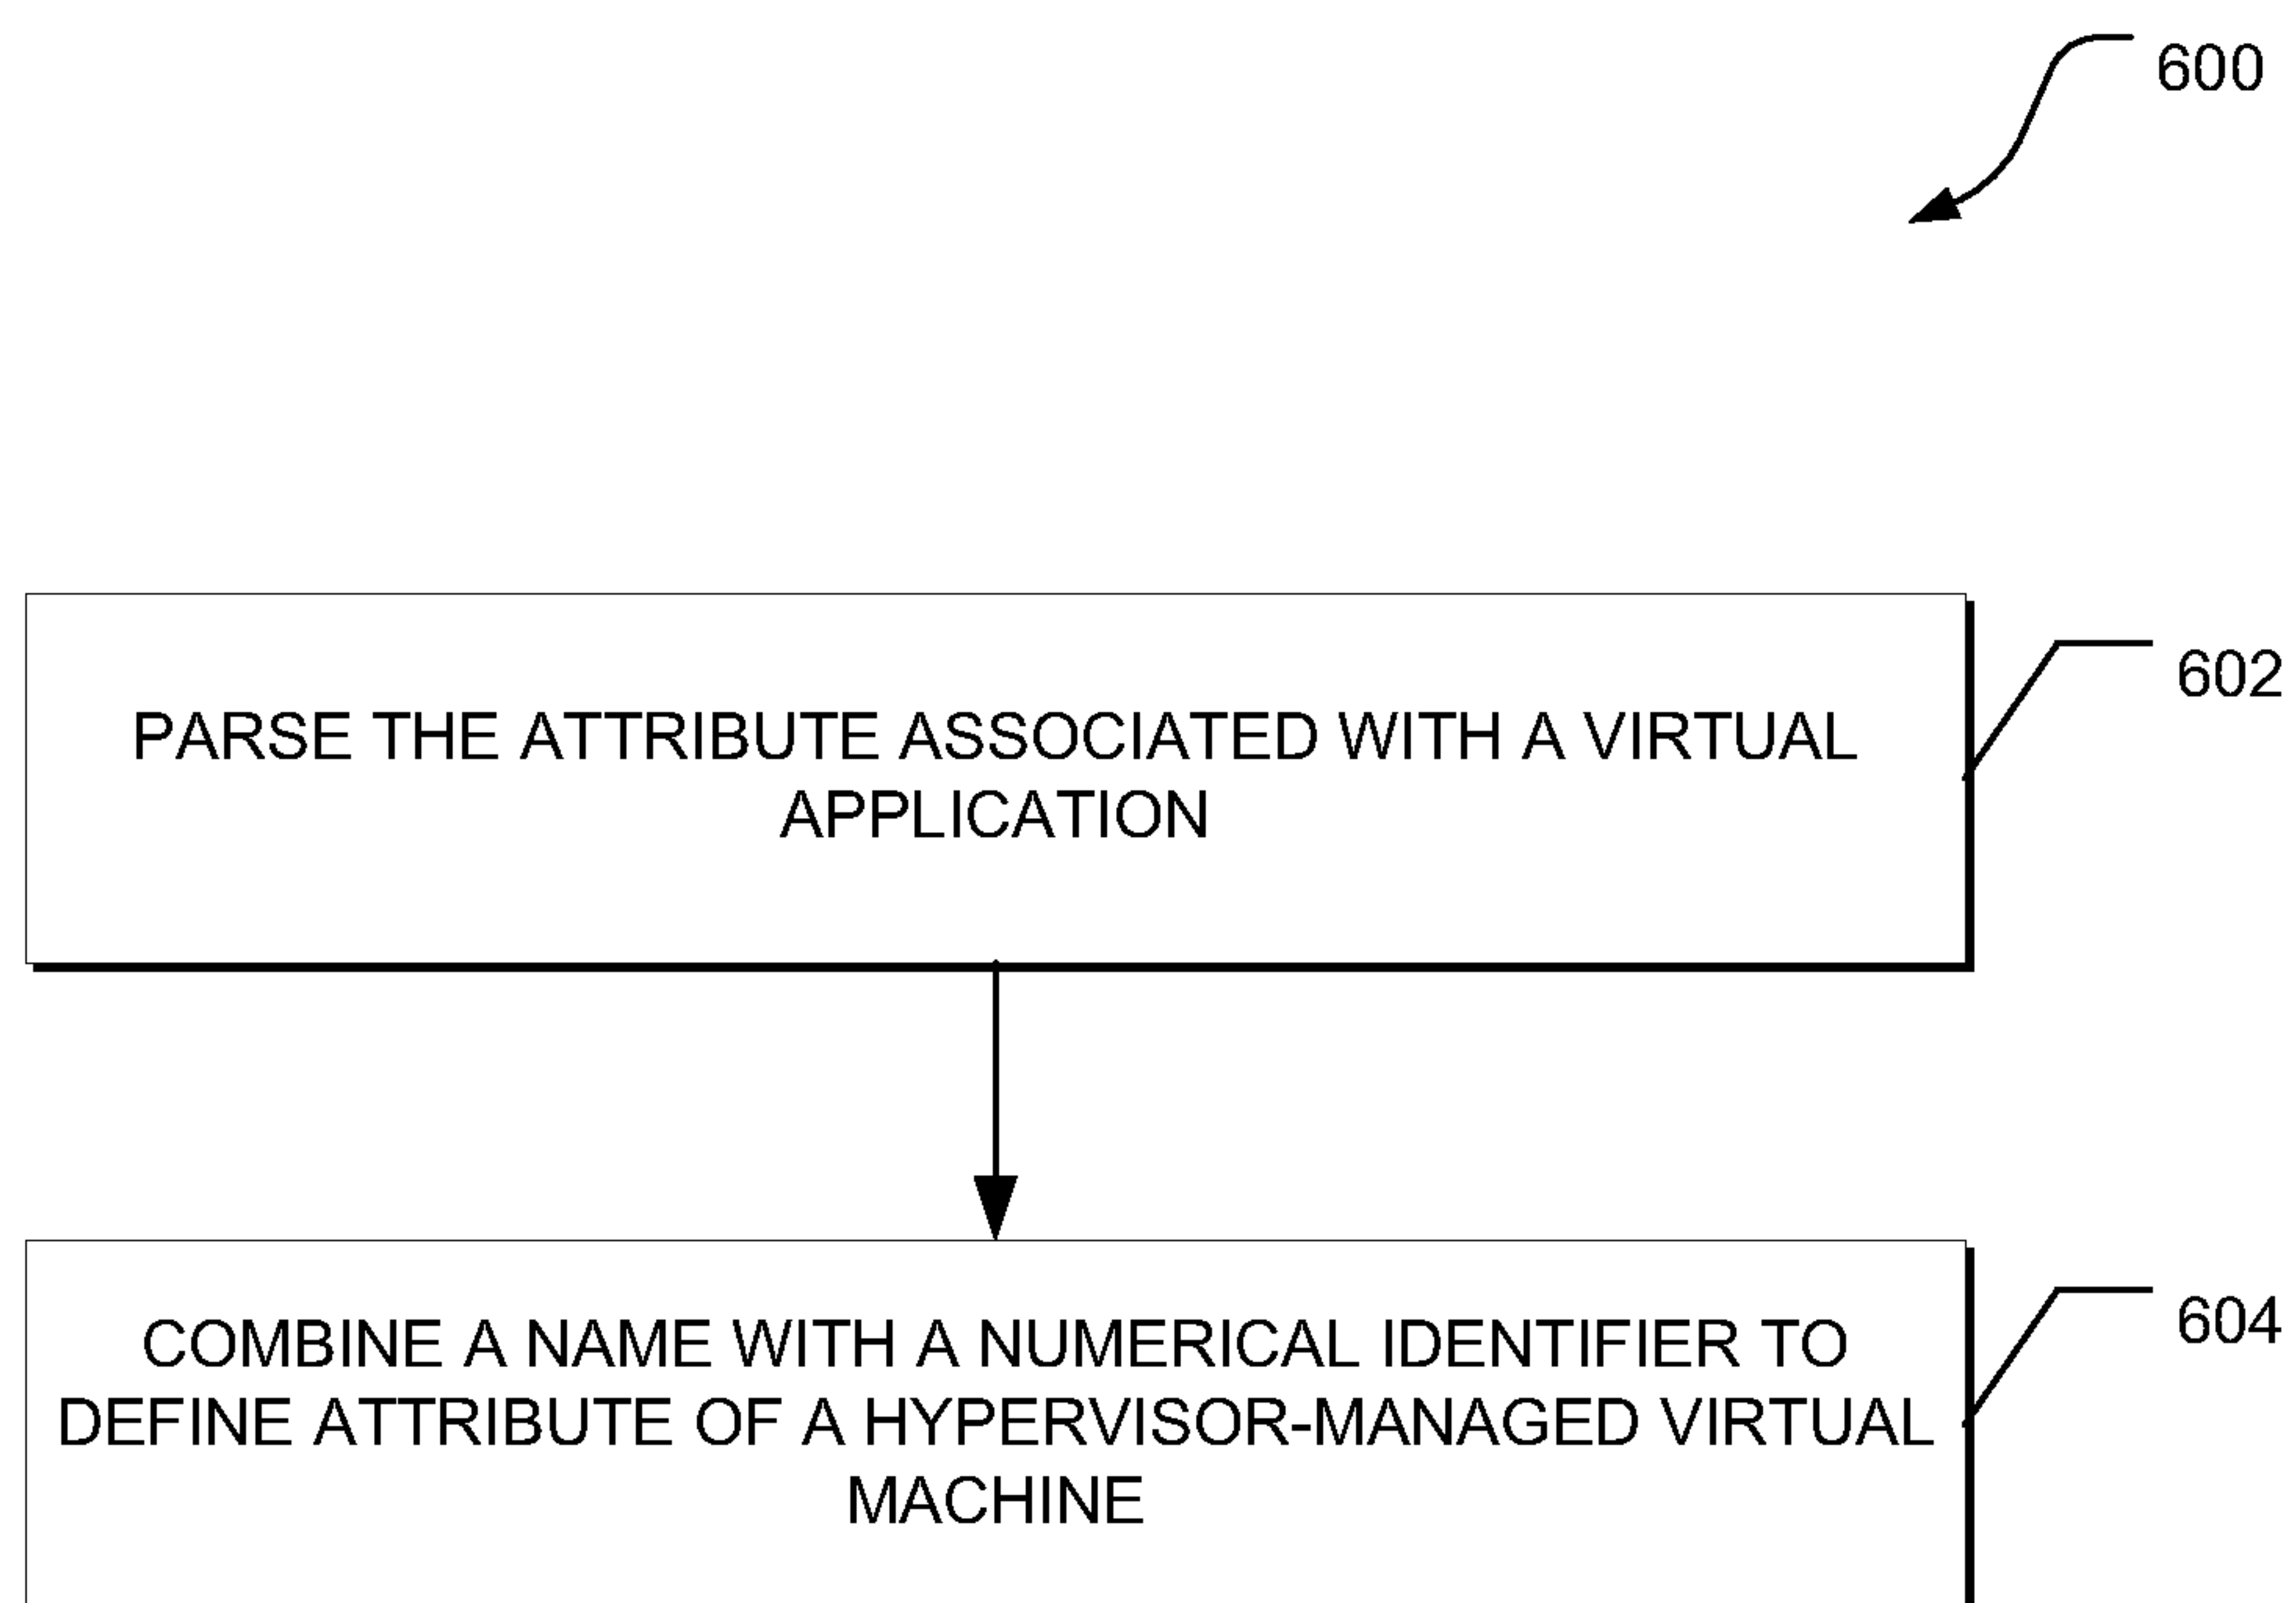 600
602
PARSE THE ATTRIBUTE ASSOCIATED WITH A VIRTUAL
APPLICATION
604
COMBINE A NAME WITH A NUMERICAL IDENTIFIER TO
DEFINE ATTRIBUTE OF A HYPERVISOR-MANAGED VIRTUAL
MACHINE